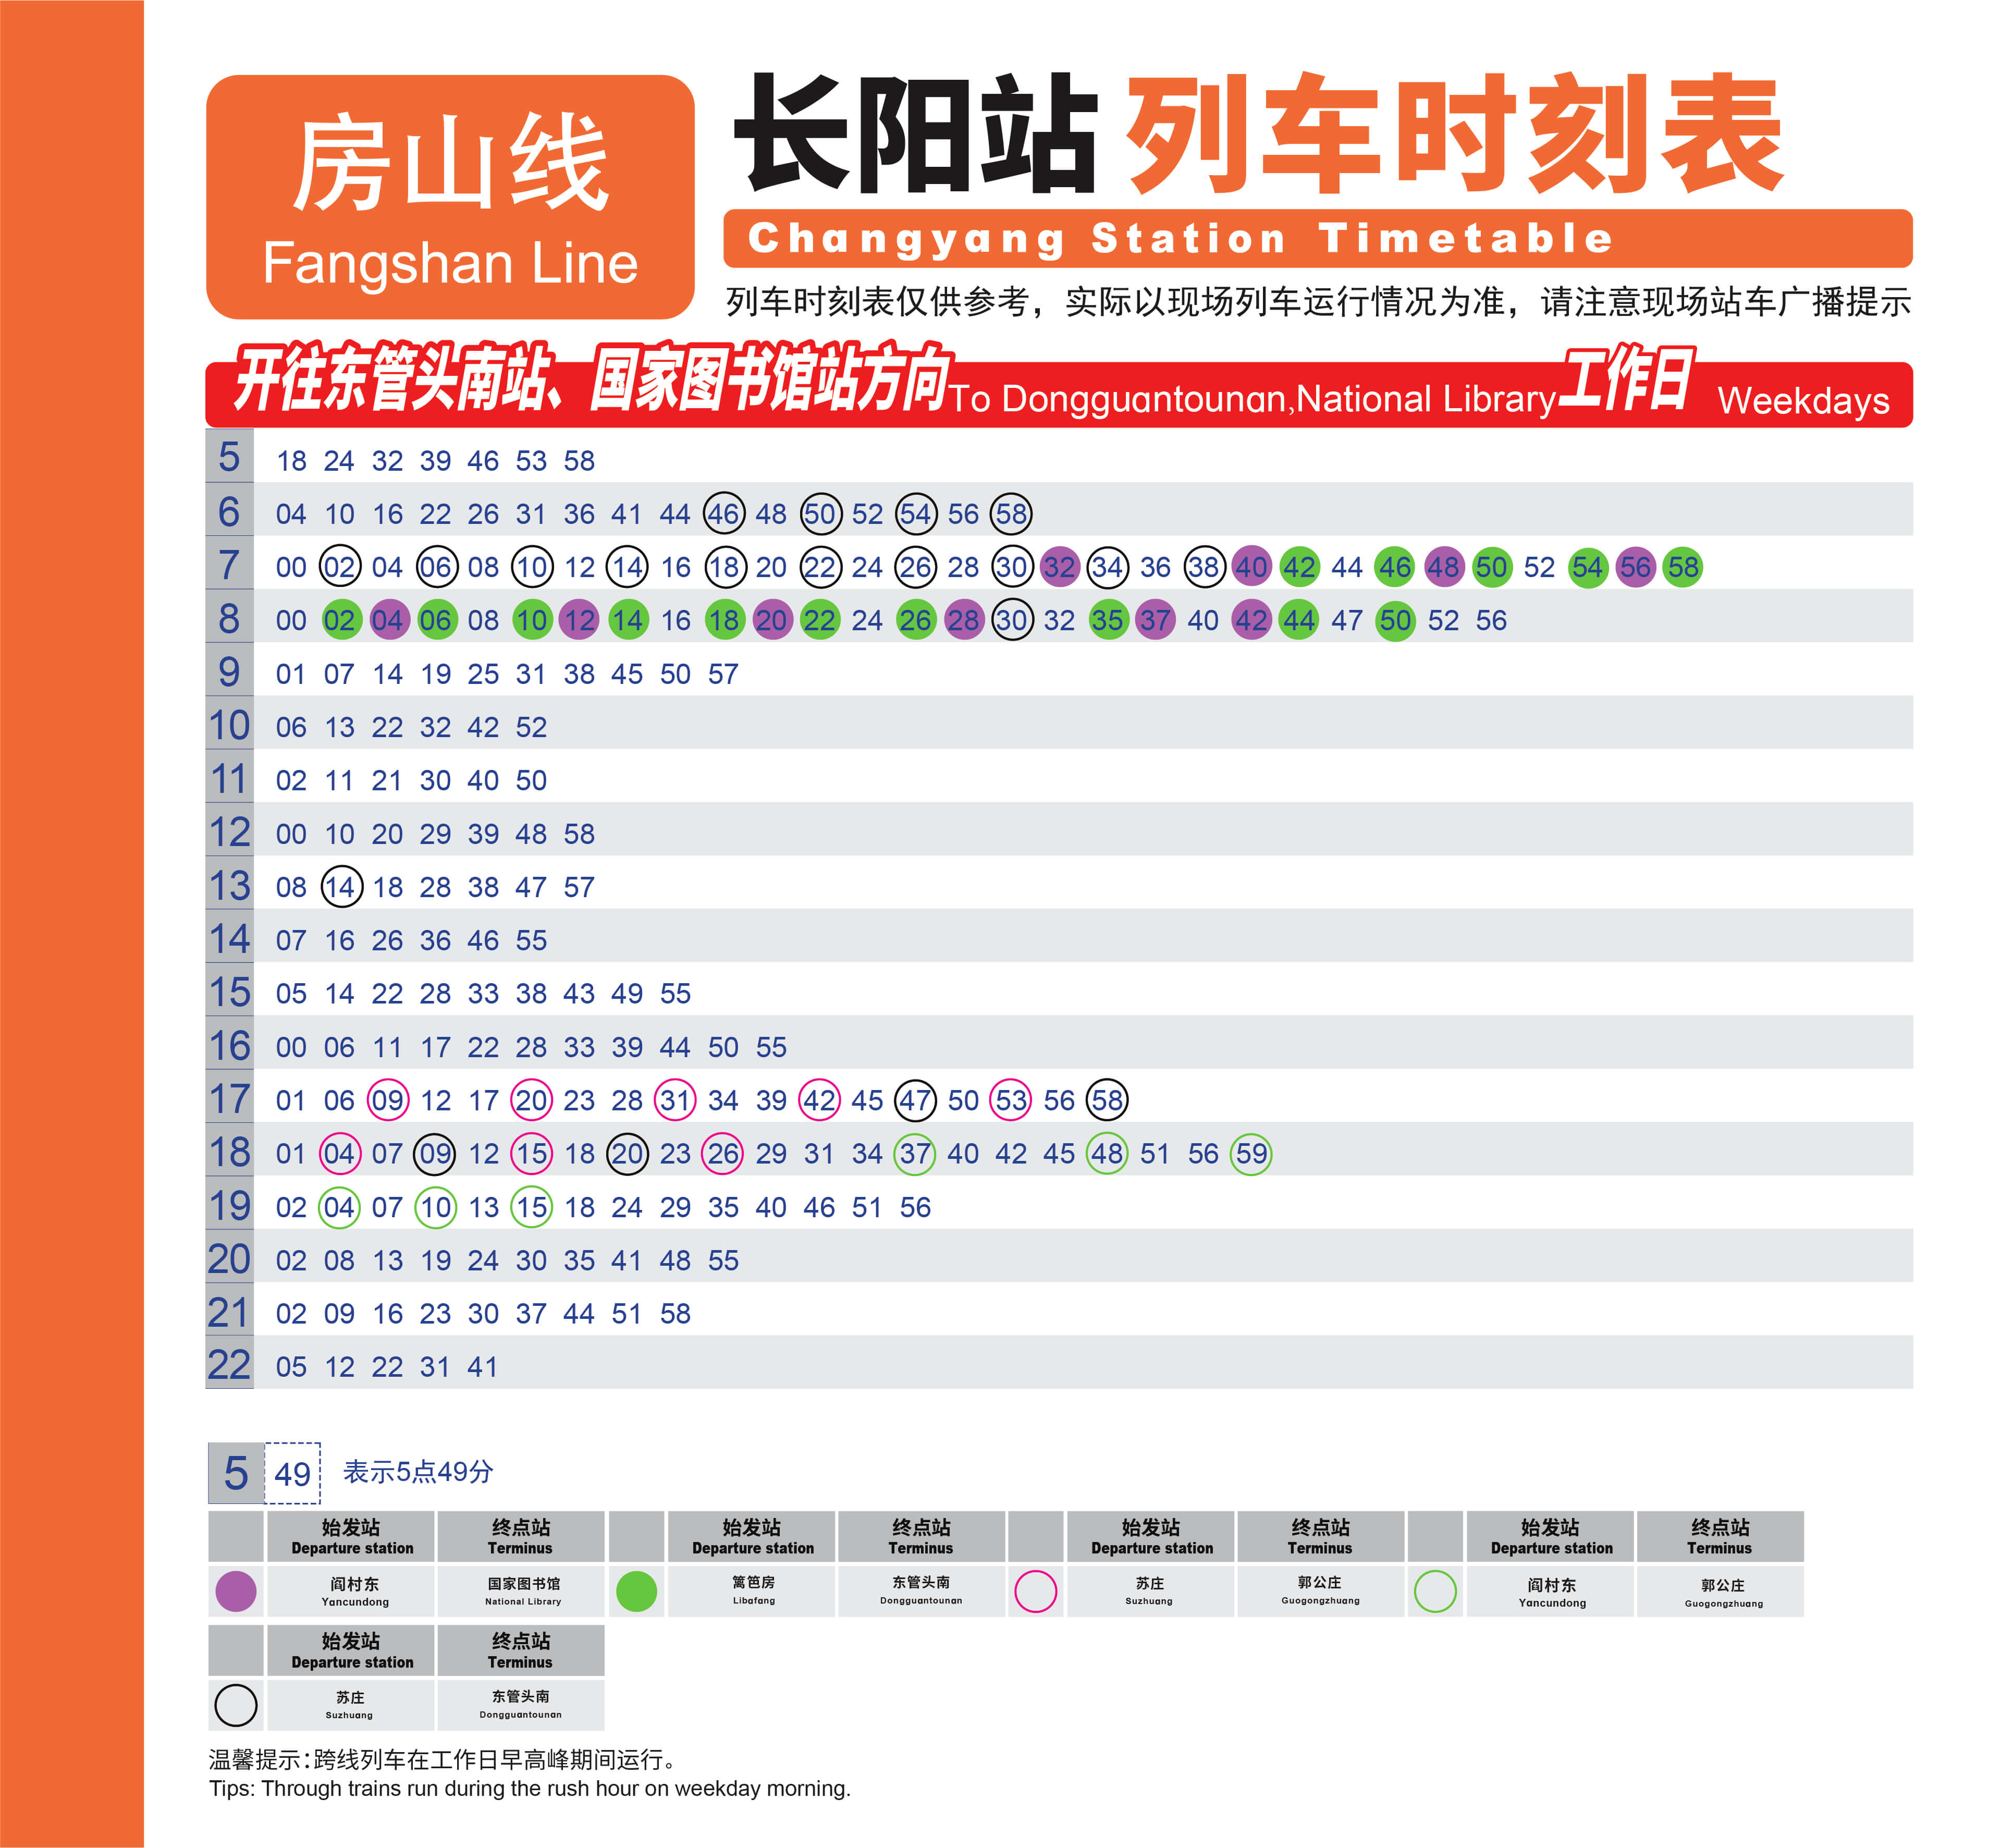 房山线
Fangshan Line
长阳站 列车时刻表
Changyang Station Timetable
列车时刻表仅供参考，实际以现场列车运行情况为准，请注意现场站车广播提示
开往东管头南站、国家图书馆站方向To Dongguantounan,National Library工作日 Weekdays
5 18 24 32 39 46 53 58
6 04 10 16 22 26 31 36 41 44 46 48 50 52 54 56 58
7 00 02 04 06 08 10 12 14 16 18 20 22 24 26 28 30 32 34 36 38 40 42 44 46 48 50 52 54 56 58
8 00 02 04 06 08 10 12 14 16 18 20 22 24 26 28 30 32 35 37 40 42 44 47 50 52 56
9 01 07 14 19 25 31 38 45 50 57
10 06 13 22 32 42 52
11 02 11 21 30 40 50
12 00 10 20 29 39 48 58
13 08 14 18 28 38 47 57
14 07 16 26 36 46 55
15 05 14 22 28 33 38 43 49 55
16 00 06 11 17 22 28 33 39 44 50 55
17 01 06 09 12 17 20 23 28 31 34 39 42 45 47 50 53 56 58
18 01 04 07 09 12 15 18 20 23 26 29 31 34 37 40 42 45 48 51 56 59
19 02 04 07 10 13 15 18 24 29 35 40 46 51 56
20 02 08 13 19 24 30 35 41 48 55
21 02 09 16 23 30 37 44 51 58
22 05 12 22 31 41
5 49 表示5点49分
始发站 终点站 始发站 终点站 始发站 终点站 始发站 终点站
Departure station Terminus Departure station Terminus Departure station Terminus Departure station Terminus
阎村东 国家图书馆 篱笆房 东管头南 苏庄 郭公庄 阎村东 郭公庄
Yancundong National Library Libafang Dongguantounan Suzhuang Guogongzhuang Yancundong Guogongzhuang
始发站 终点站
Departure station Terminus
苏庄 东管头南
Suzhuang Dongguantounan
温馨提示：跨线列车在工作日早高峰期间运行。
Tips: Through trains run during the rush hour on weekday morning.